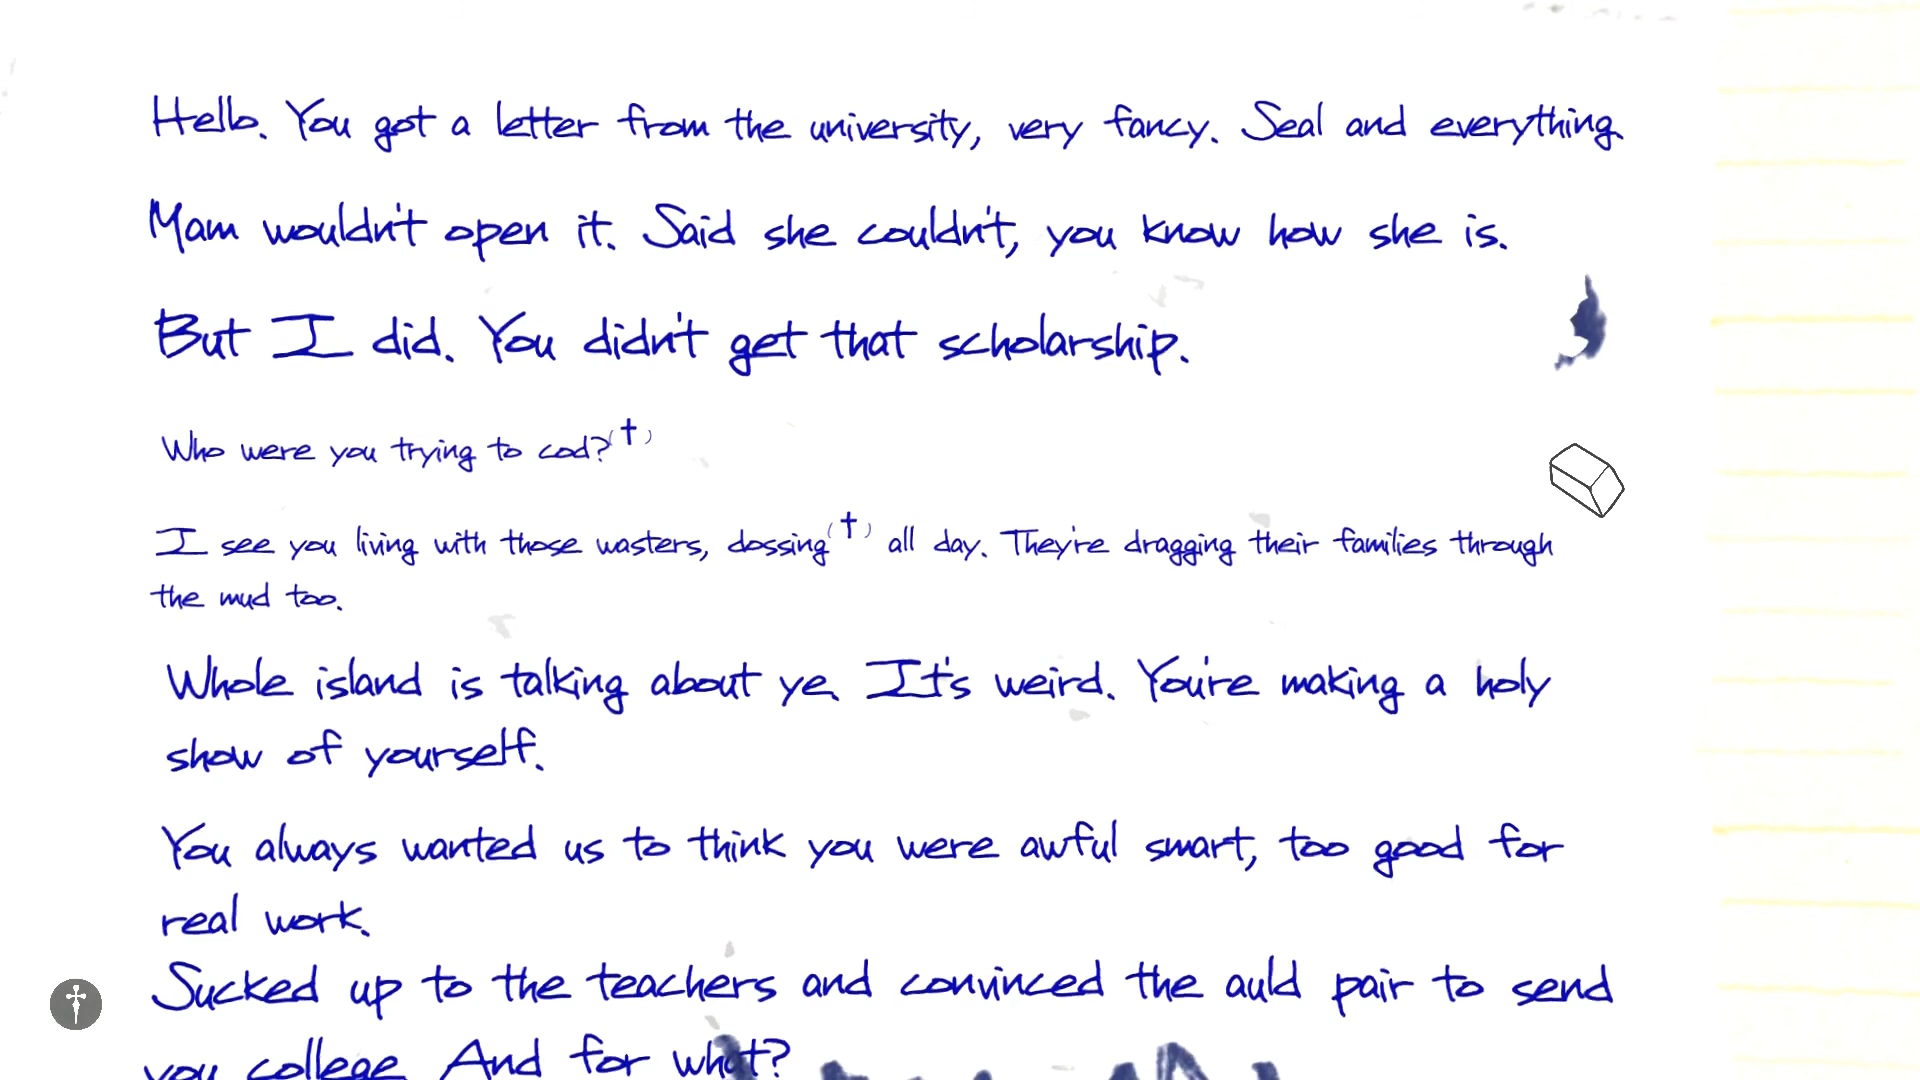 Hello. You got a letter from the university, very fancy. Seal and everything.
Mam wouldn't open it. Said she couldn't, you know how she is.
But I did. You didn't get that scholarship.
Who were you trying to cod?(†)
I see you living with those wasters, dossing(†) all day. They're dragging their families through
the mud too.
Whole island is talking about ye. It's weird. You're making a holy
show of yourself.
You always wanted us to think you were awful smart, too good for
real work.
Sucked up to the teachers and convinced the auld pair to send
you college. And for what?